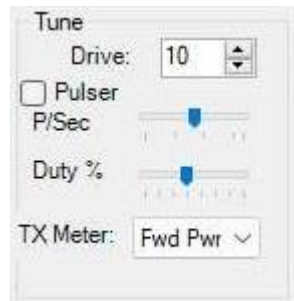 Tune
Drive: 10
Pulser
P/Sec
Duty %
TX Meter: Fwd Pwr